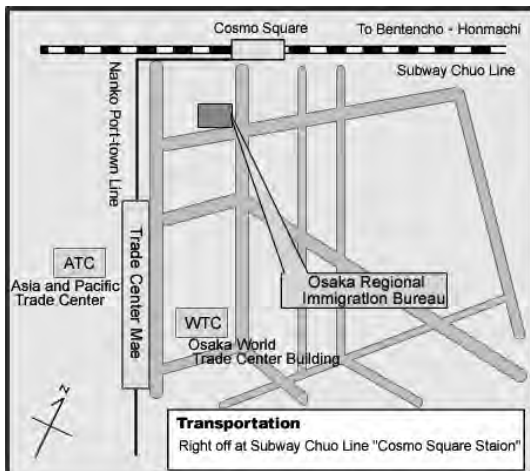 Cosmo Square
To Bentencho - Honmachi
Subway Chuo Line
Nanko Port-town Line
Trade Center Mae
ATC
Asia and Pacific
Trade Center
Osaka Regional
Immigration Bureau
WTC
Osaka World
Trade Center Building
N
Transportation
Right off at Subway Chuo Line "Cosmo Square Staion"